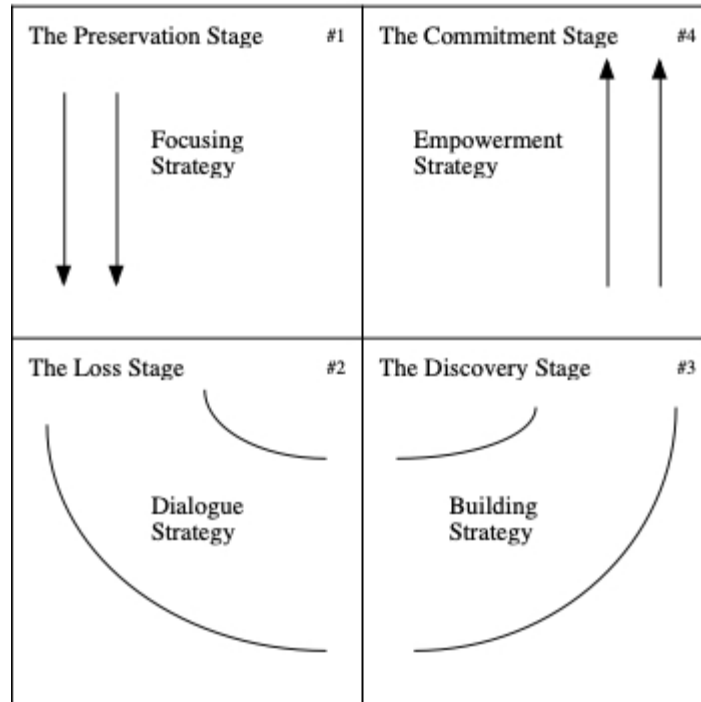 The Preservation Stage #1
Focusing
Strategy
The Commitment Stage #4
Empowerment
Strategy
The Loss Stage #2
Dialogue
Strategy
The Discovery Stage #3
Building
Strategy